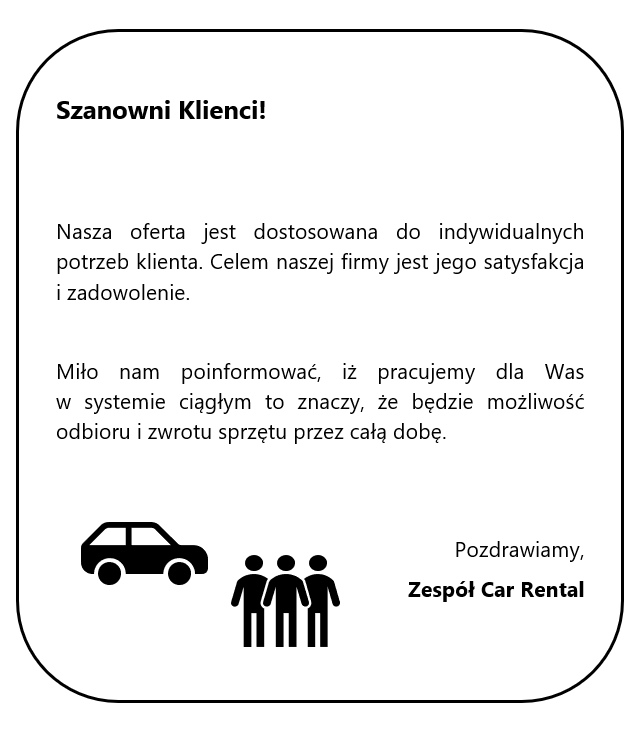 Szanowni Klienci!
Nasza oferta jest dostosowana do indywidualnych
potrzeb klienta. Celem naszej firmy jest jego satysfakcja
i zadowolenie.
Miło nam poinformować, iż pracujemy dla Was
w systemie ciągłym to znaczy, że będzie możliwość
odbioru i zwrotu sprzętu przez całą dobę.
Pozdrawiamy,
Zespół Car Rental